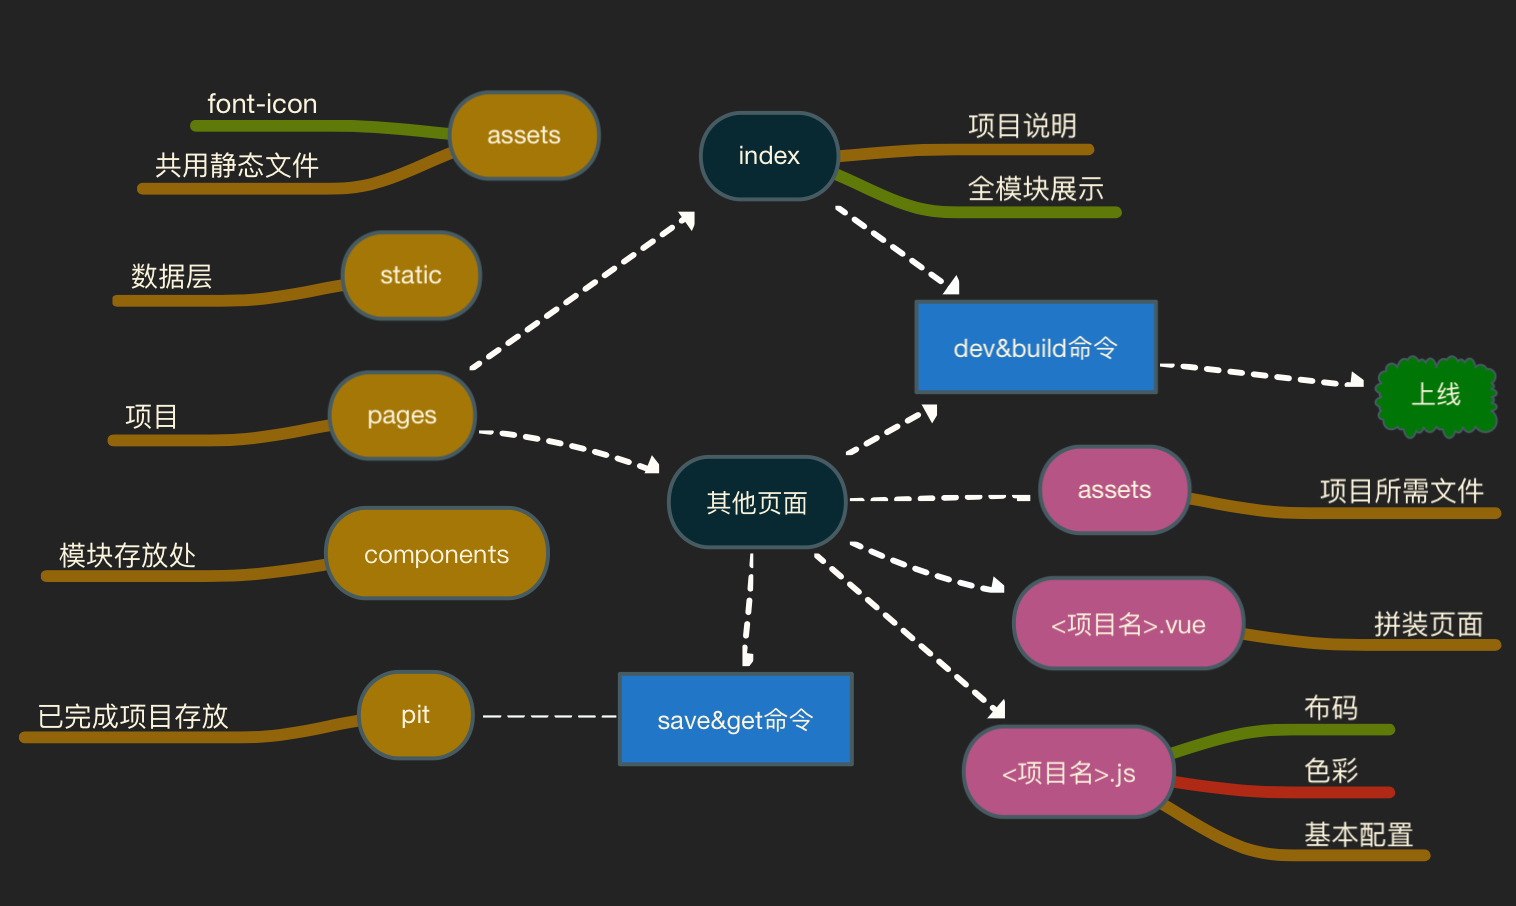 font-icon
assets
共用静态文件
index
项目说明
全模块展示
数据层
static
dev&build命令
上线
项目
pages
其他页面
assets
项目所需文件
模块存放处
components
<项目名>.vue
拼装页面
已完成项目存放
pit
save&get命令
<项目名>.js
布码
色彩
基本配置